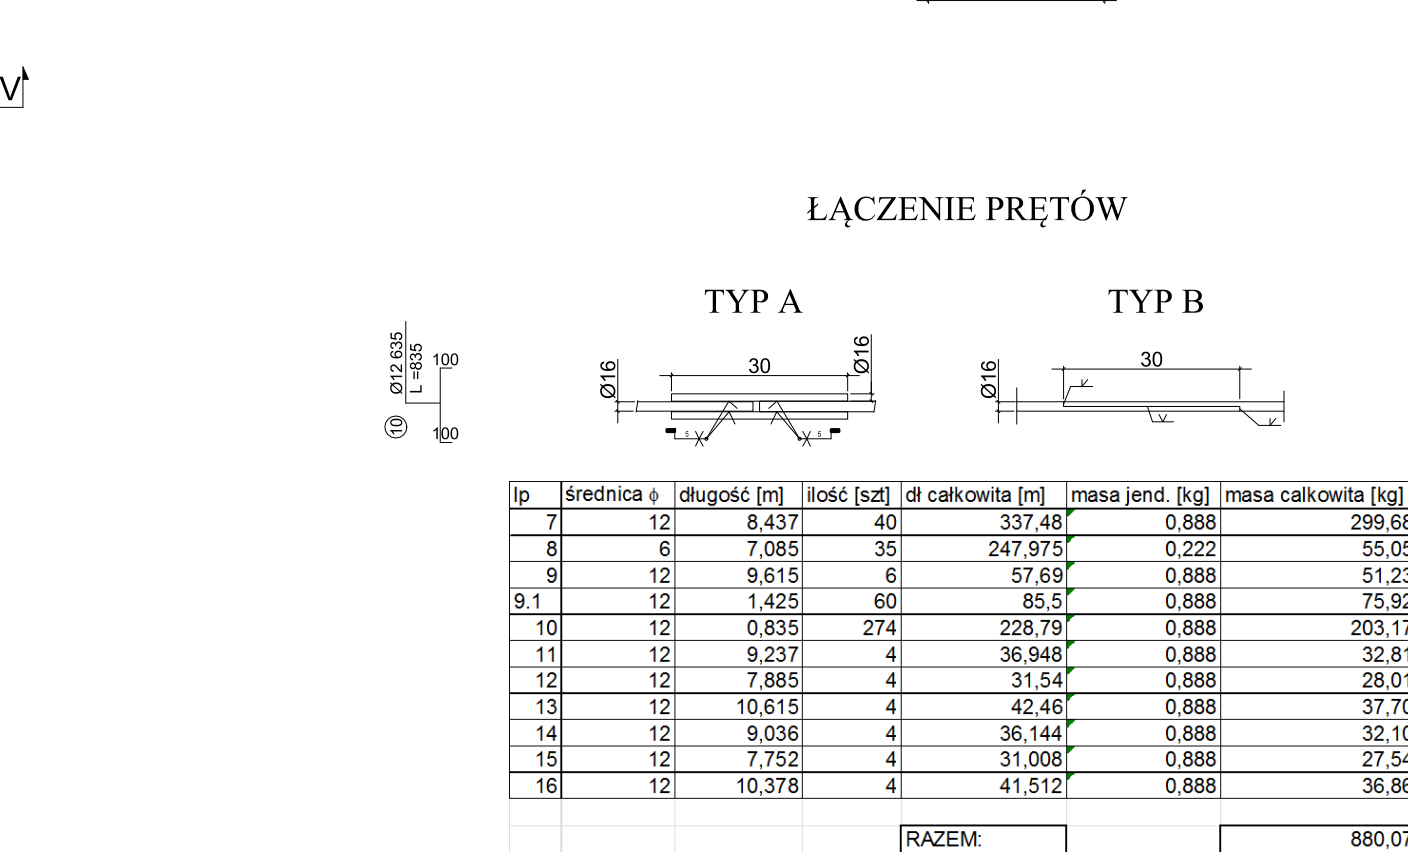 V
ŁĄCZENIE PRĘTÓW
TYP A
TYP B
Ø12 635
L =835
100
100
10
Ø16
30
Ø16
5
5
Ø16
30
lp średnica ϕ długość [m] ilość [szt] dł całkowita [m] masa jend. [kg] masa calkowita [kg]
7 12 8,437 40 337,48 0,888 299,68
8 6 7,085 35 247,975 0,222 55,05
9 12 9,615 6 57,69 0,888 51,23
9.1 12 1,425 60 85,5 0,888 75,92
10 12 0,835 274 228,79 0,888 203,17
11 12 9,237 4 36,948 0,888 32,81
12 12 7,885 4 31,54 0,888 28,01
13 12 10,615 4 42,46 0,888 37,70
14 12 9,036 4 36,144 0,888 32,10
15 12 7,752 4 31,008 0,888 27,54
16 12 10,378 4 41,512 0,888 36,86
RAZEM: 880,07